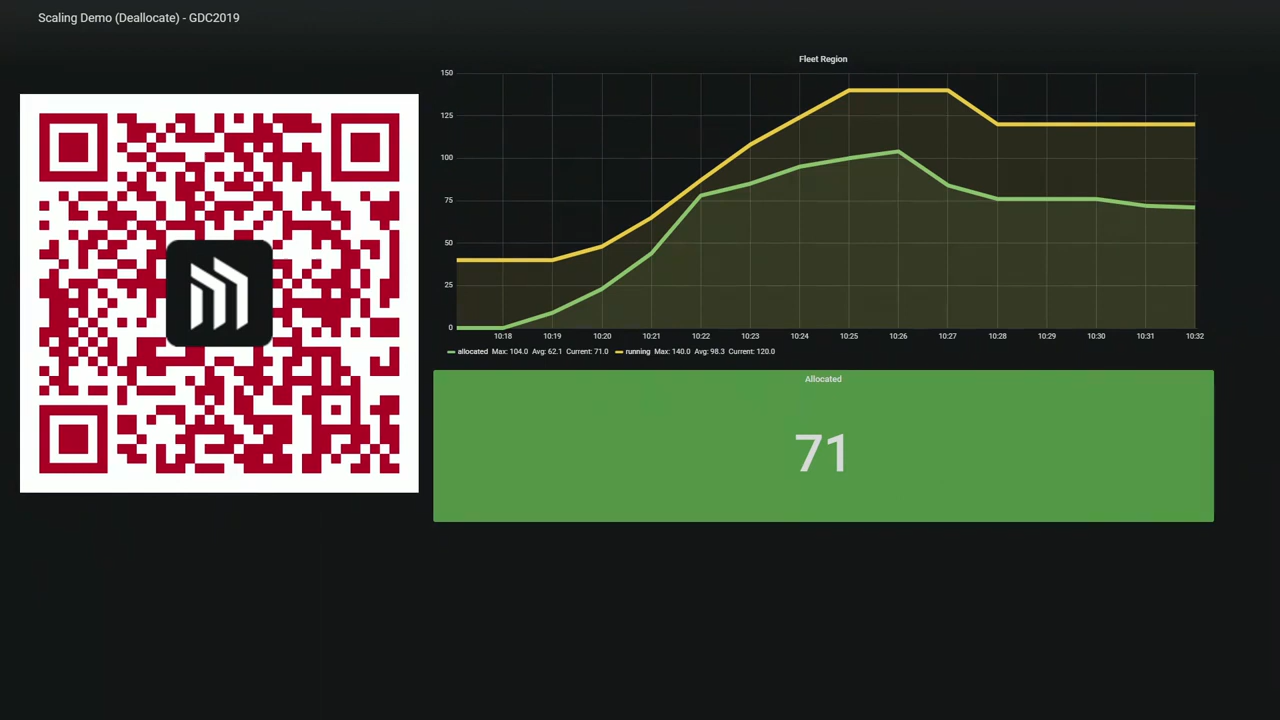 Scaling Demo (Deallocate) - GDC2019
Fleet Region
150
125
100
75
50
25
0
10:18 10:19 10:20 10:21 10:22 10:23 10:24 10:25 10:26 10:27 10:28 10:29 10:30 10:31 10:32
allocated Max: 104.0 Avg: 62.1 Current: 71.0 running Max: 140.0 Avg: 98.3 Current: 120.0
Allocated
71